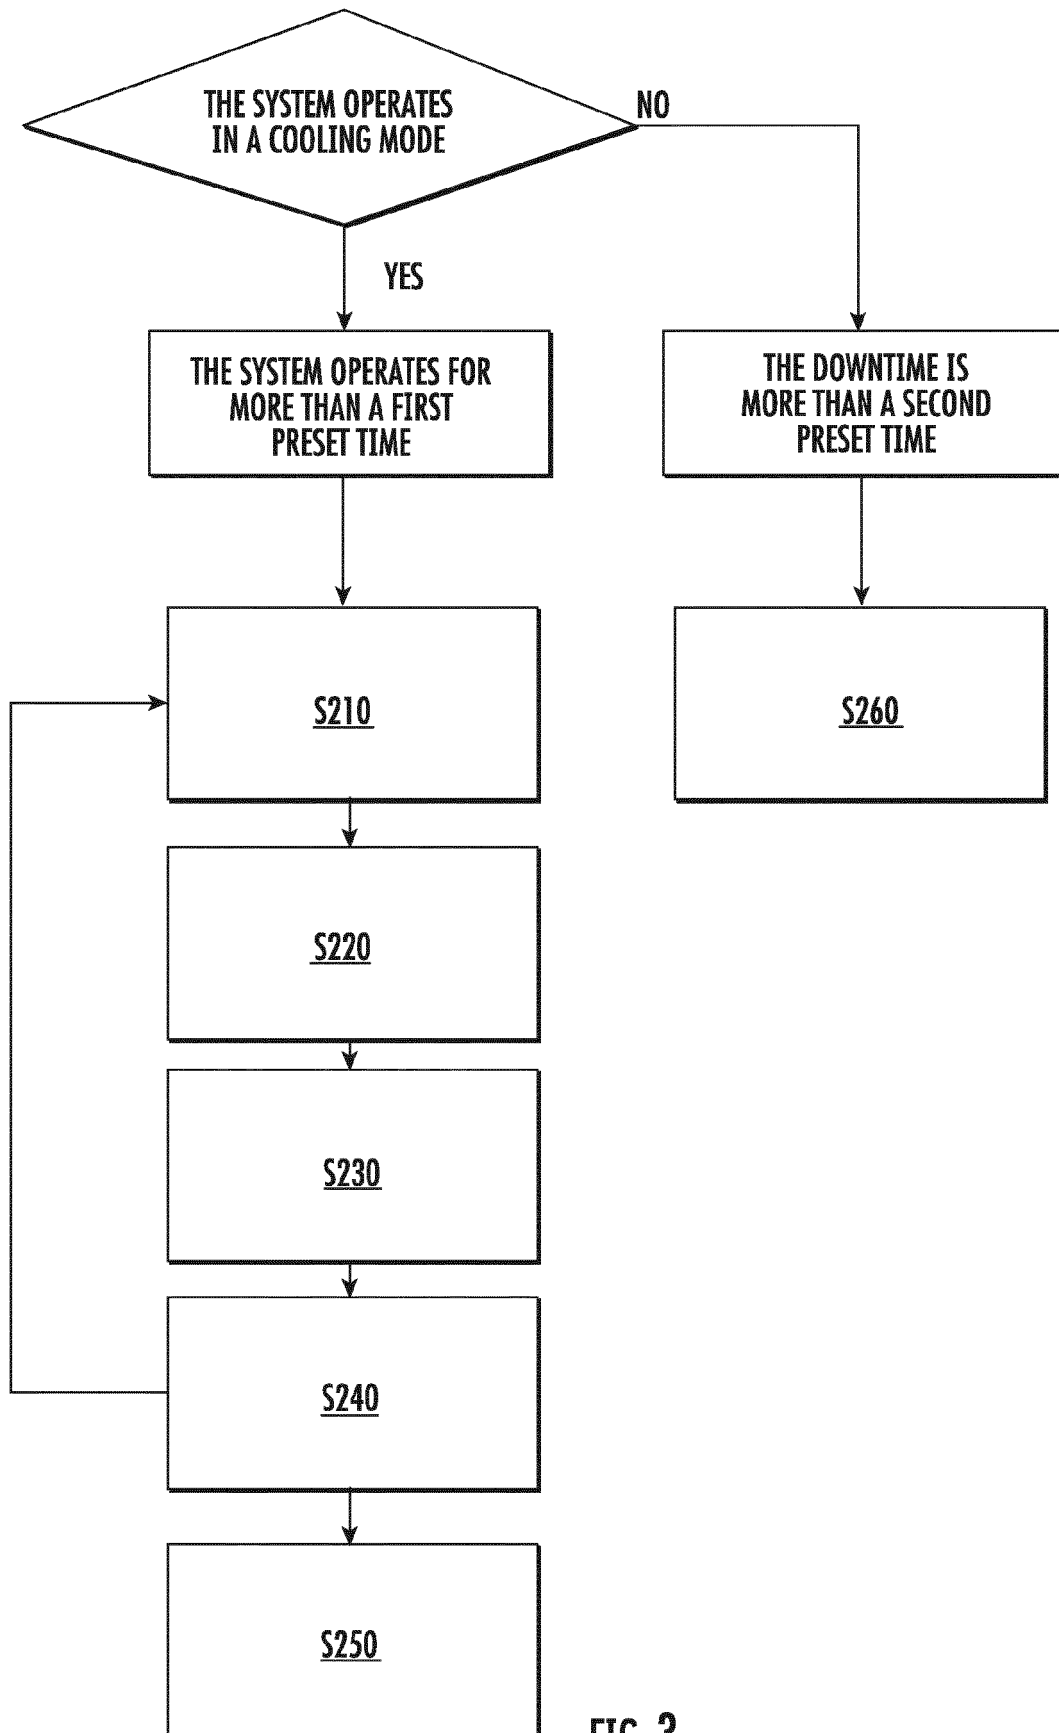 THE SYSTEM OPERATES
IN A COOLING MODE
NO
YES
THE SYSTEM OPERATES FOR
MORE THAN A FIRST
PRESET TIME
THE DOWNTIME IS
MORE THAN A SECOND
PRESET TIME
S210
S260
S220
S230
S240
S250
FIG.